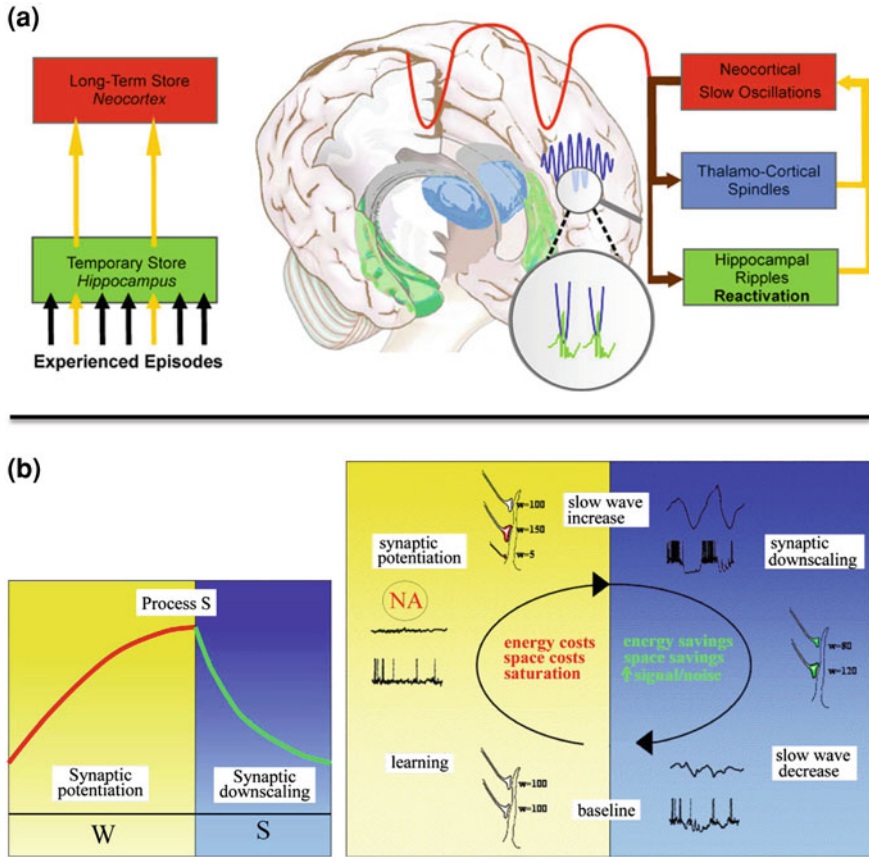 (a)
Long-Term Store
Neocortex
Temporary Store
Hippocampus
Experienced Episodes
Neocortical
Slow Oscillations
Thalamo-Cortical
Spindles
Hippocampal
Ripples
Reactivation
(b)
Process S
Synaptic
potentiation
Synaptic
downscaling
W
S
w=100
w=150
w=5
slow wave
increase
synaptic
potentiation
synaptic
downscaling
NA
energy costs
space costs
saturation
energy savings
space savings
↑ signal/noise
w=80
w=120
learning
w=100
w=100
baseline
slow wave
decrease